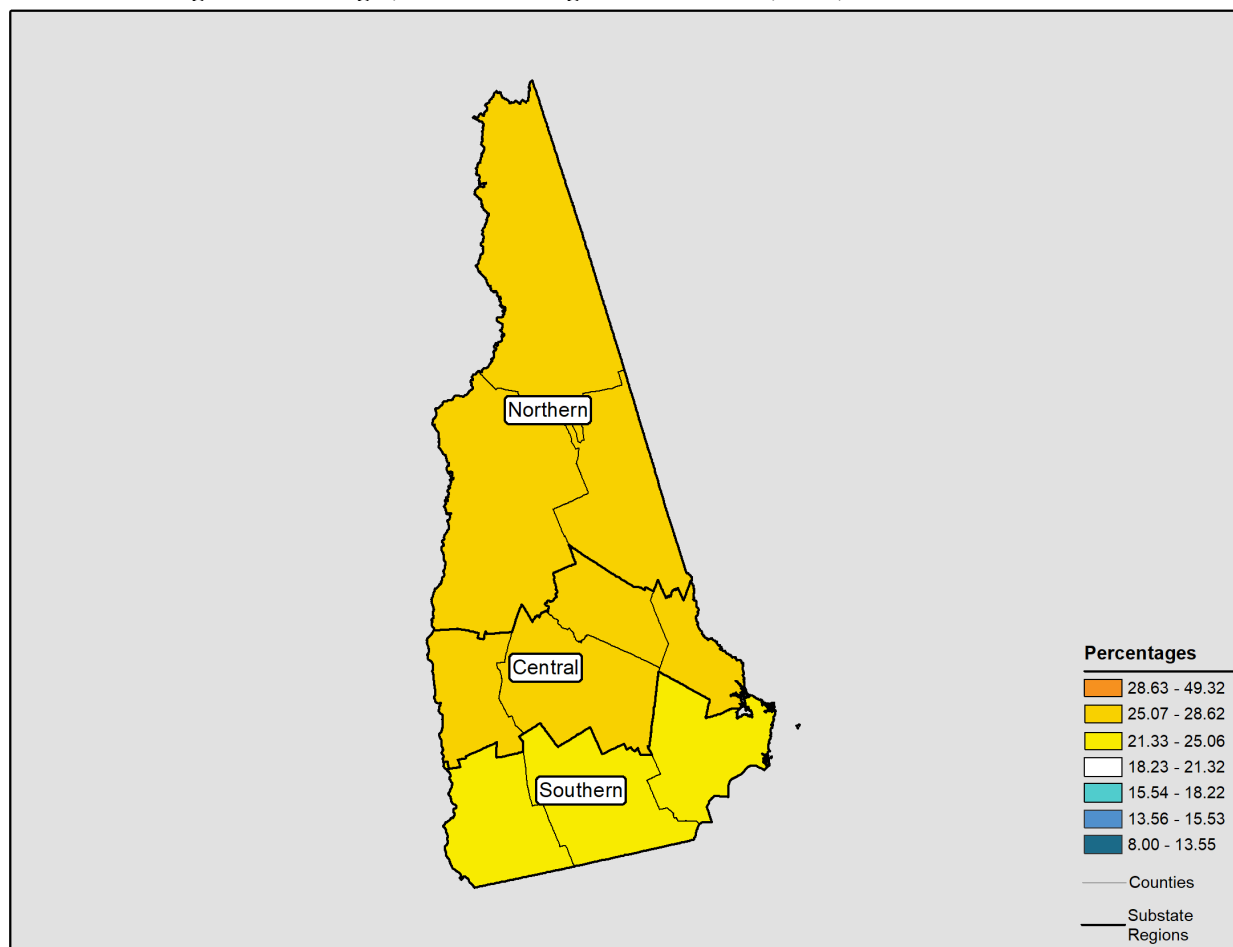 Northern
Central
Southern
Percentages
28.63 - 49.32
25.07 - 28.62
21.33 - 25.06
18.23 - 21.32
15.54 - 18.22
13.56 - 15.53
8.00 - 13.55
Counties
Substate
Regions